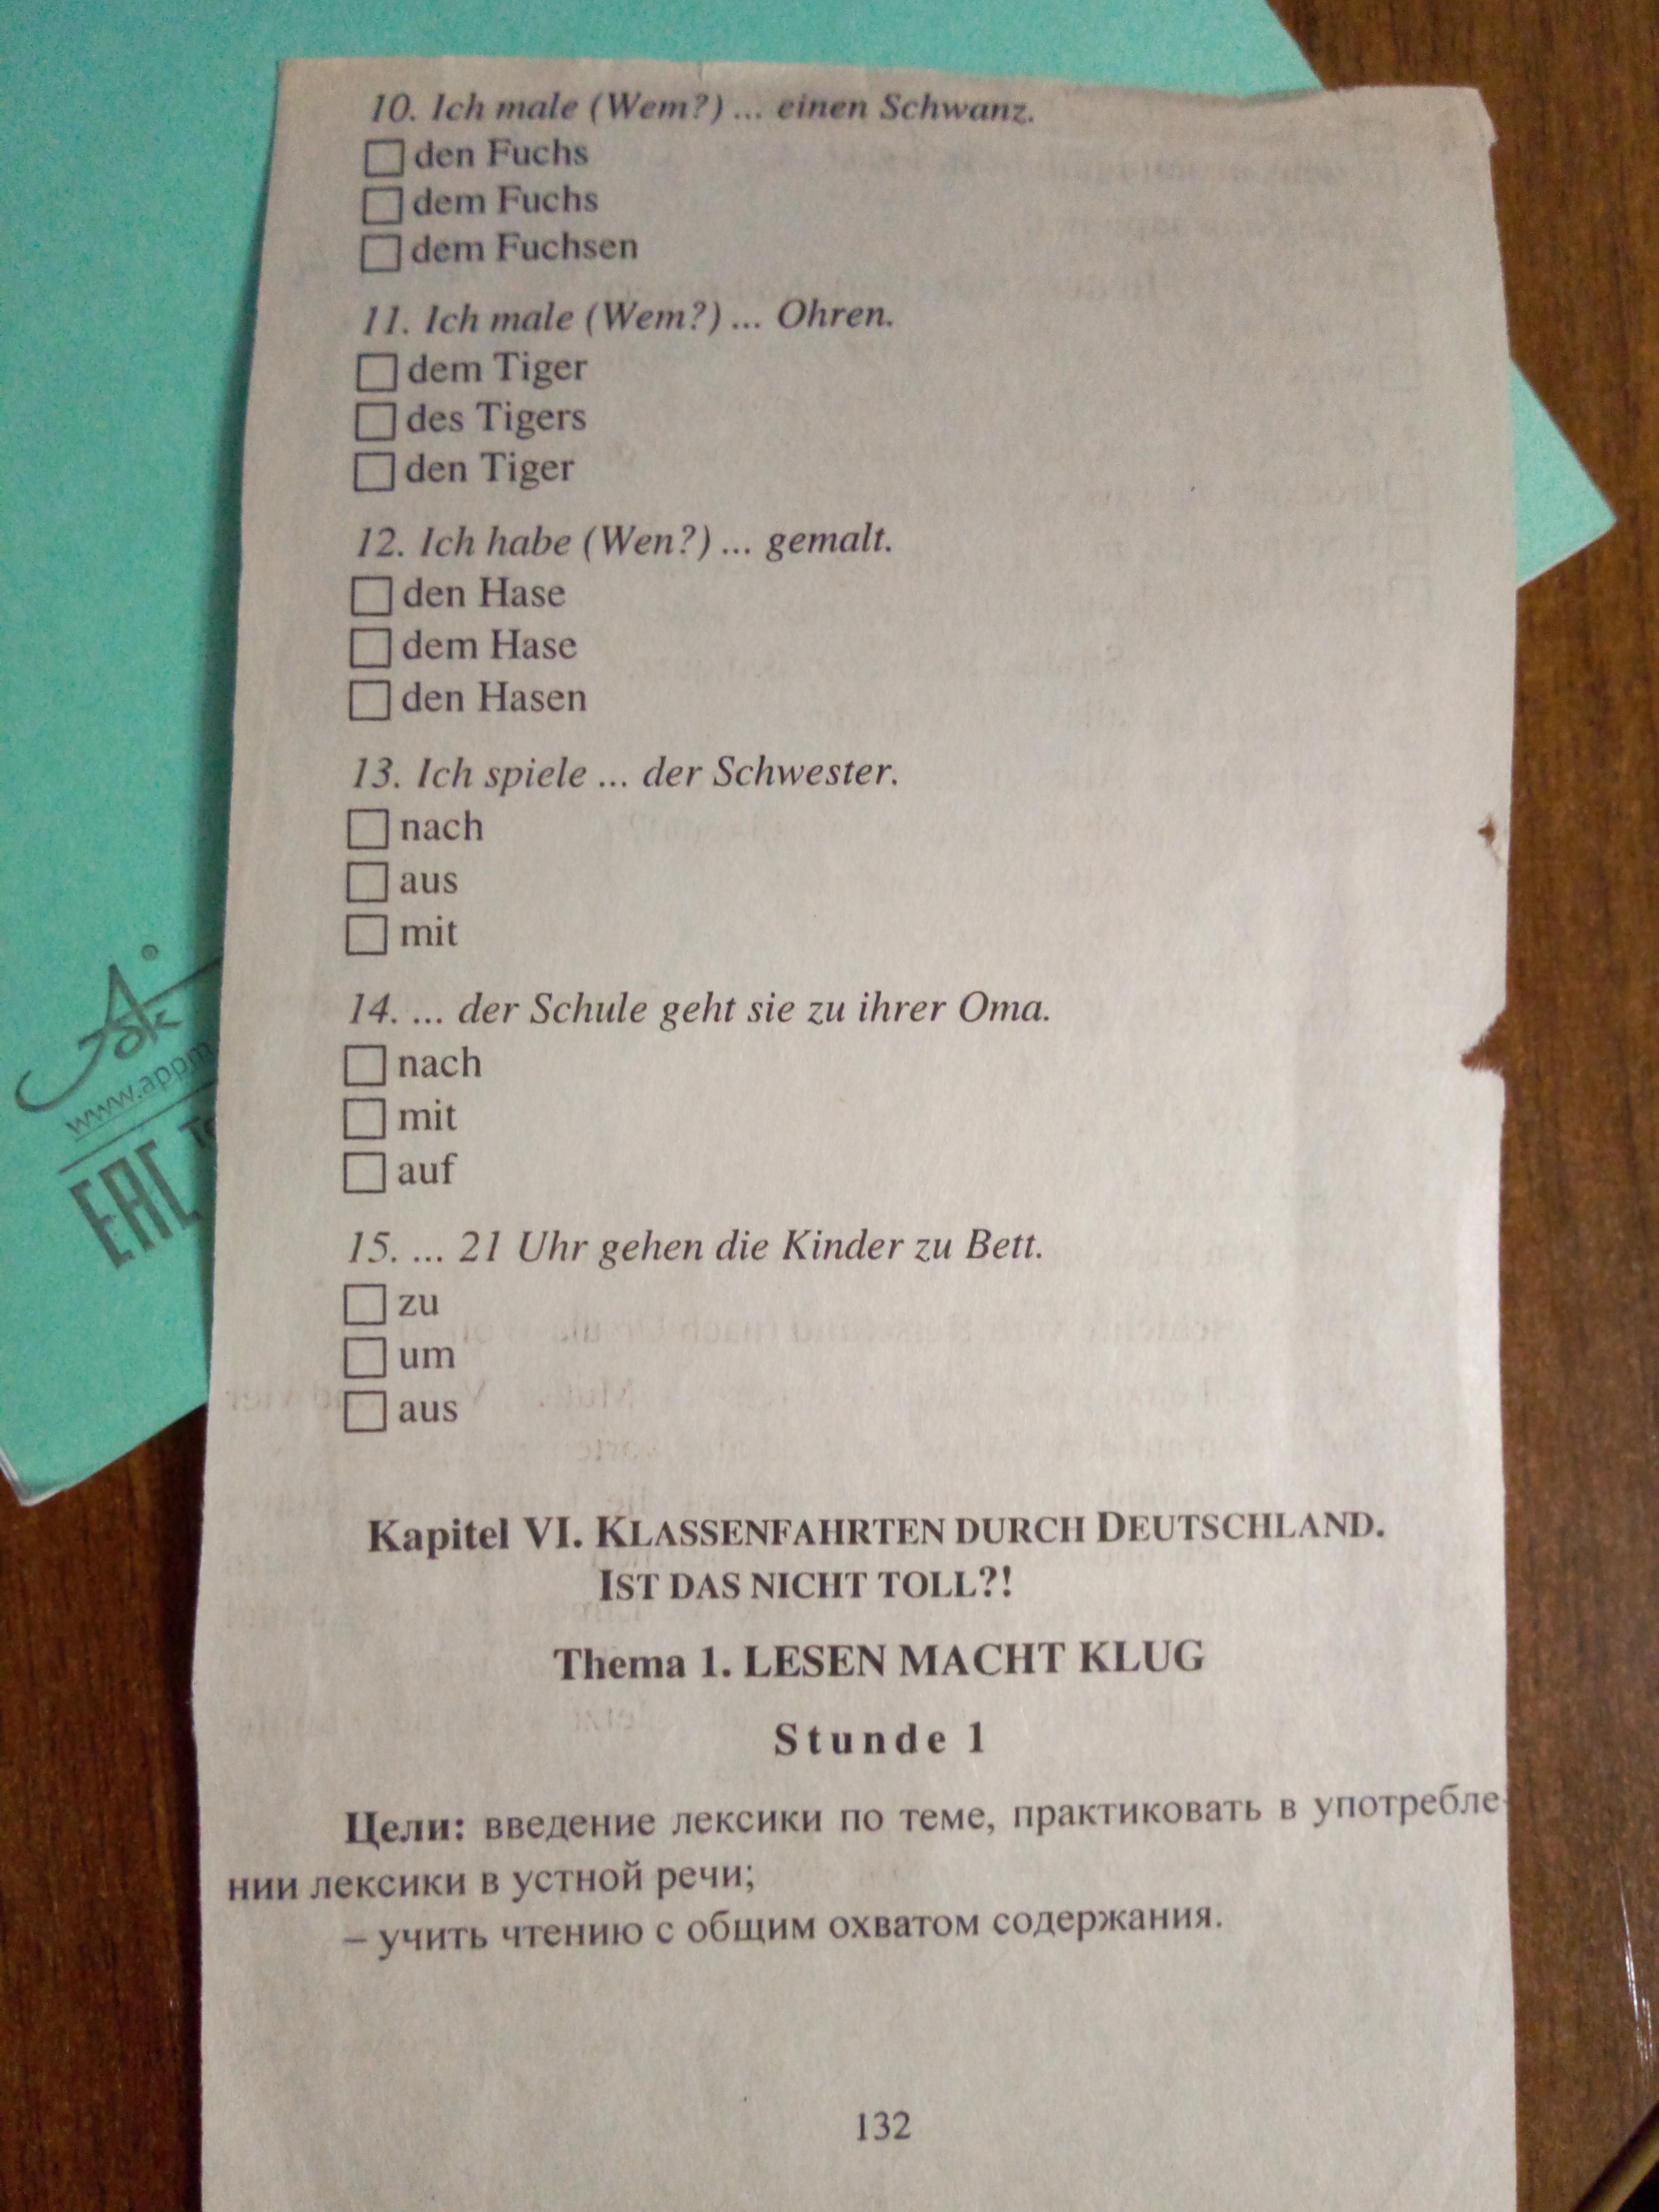 10. Ich male (Wem?) ... einen Schwanz.
den Fuchs
dem Fuchs
dem Fuchsen
11. Ich male (Wem?) ... Ohren.
dem Tiger
des Tigers
den Tiger
12. Ich habe (Wen?) ... gemalt.
den Hase
dem Hase
den Hasen
13. Ich spiele ... der Schwester.
nach
aus
mit
14. ... der Schule geht sie zu ihrer Oma.
nach
mit
auf
15. ... 21 Uhr gehen die Kinder zu Bett.
zu
um
aus
Kapitel VI. KLASSENFAHRTEN DURCH DEUTSCHLAND.
IST DAS NICHT TOLL?!
Thema 1. LESEN MACHT KLUG
Stunde 1
Цели: введение лексики по теме, практиковать в употребле-
нии лексики в устной речи;
– учить чтению с общим охватом содержания.
132
www.appm
EAC